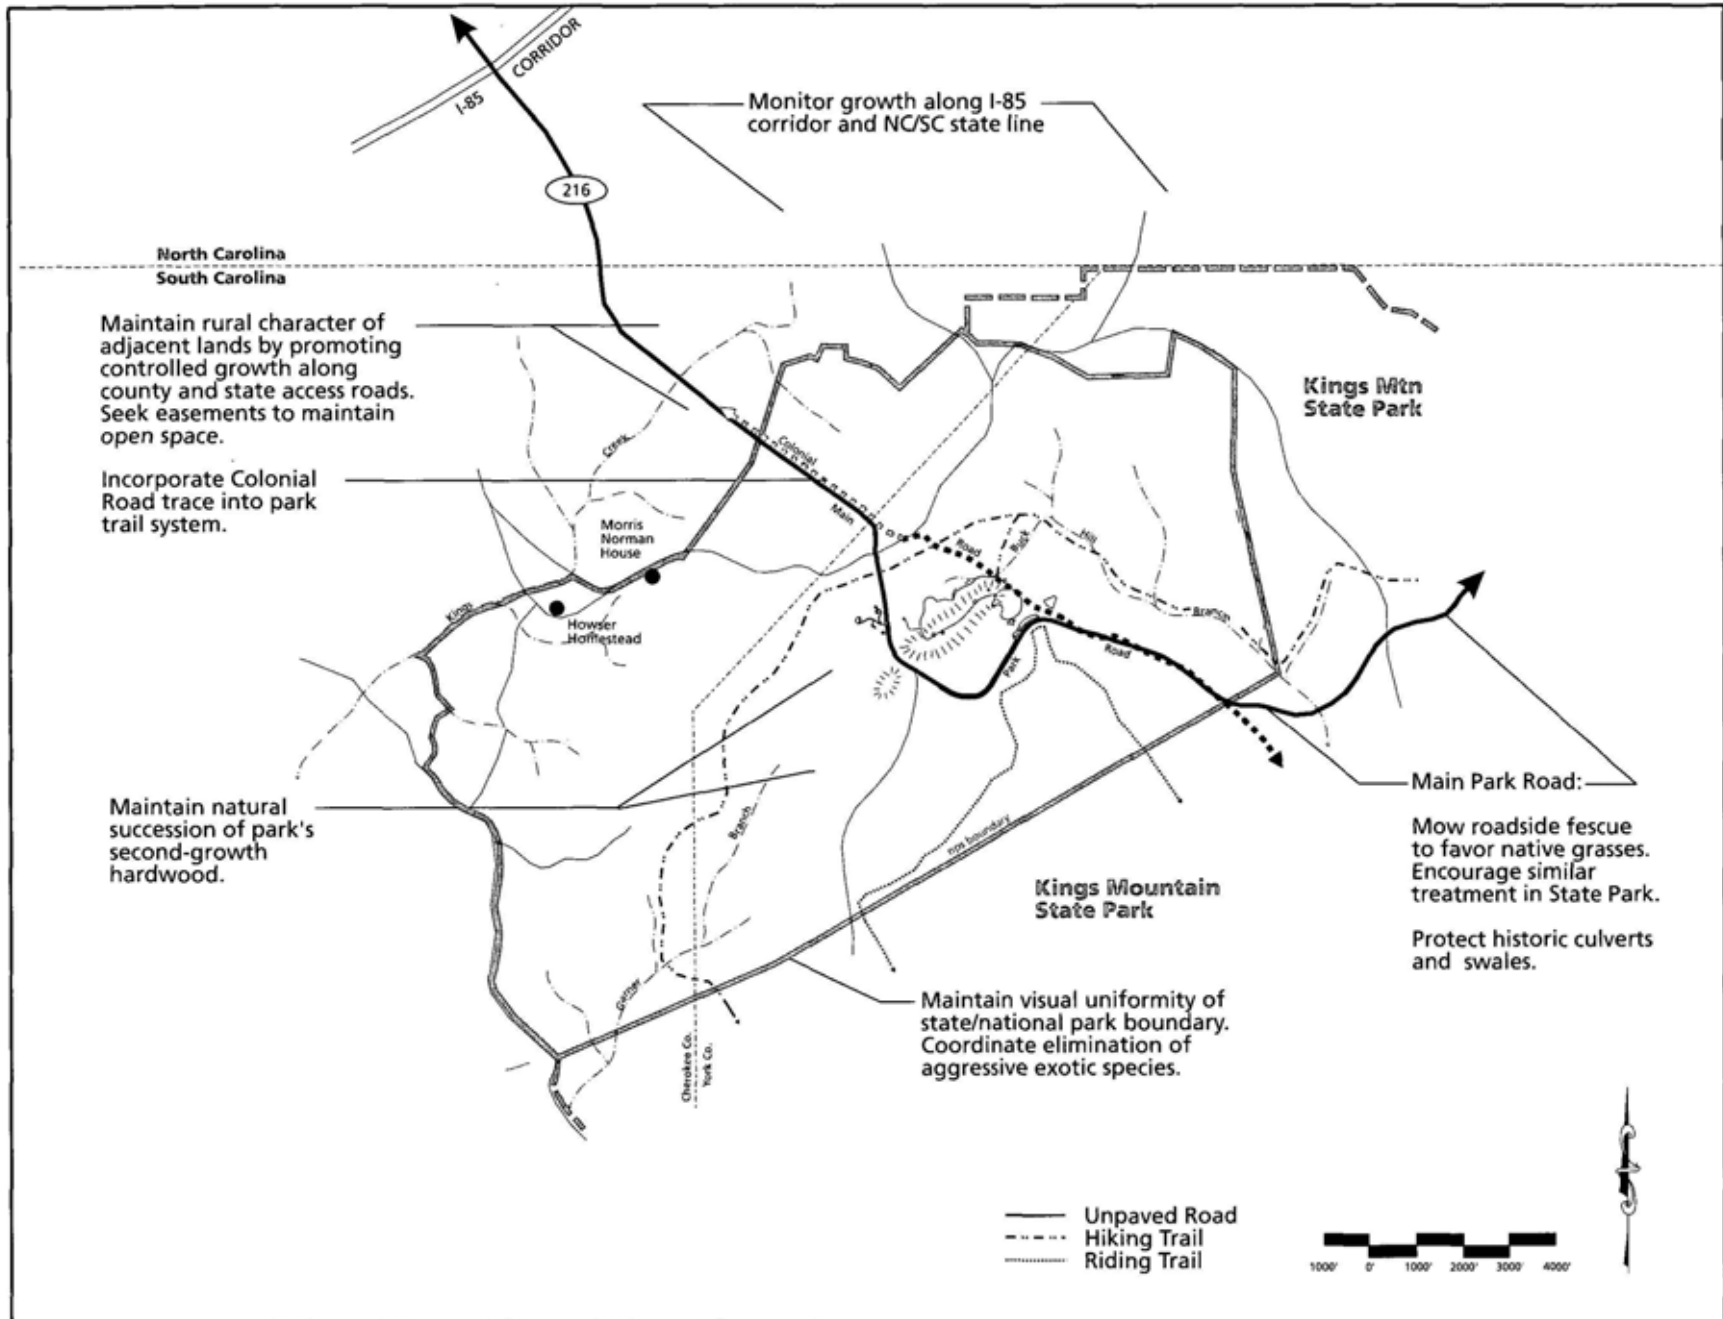 I-85
CORRIDOR
Monitor growth along I-85
corridor and NC/SC state line
216
North Carolina
South Carolina
Maintain rural character of
adjacent lands by promoting
controlled growth along
county and state access roads.
Seek easements to maintain
open space.
Kings Mtn
State Park
Creek
Colonial
Incorporate Colonial
Road trace into park
trail system.
Main
Morris
Norman
House
Road
Buck
Hill
Branch
Kings
Howser
Homestead
Park
Road
Main Park Road:
Maintain natural
succession of park's
second-growth
hardwood.
Branch
nps boundary
Mow roadside fescue
to favor native grasses.
Encourage similar
treatment in State Park.
Kings Mountain
State Park
Protect historic culverts
and swales.
Garner
Maintain visual uniformity of
state/national park boundary.
Coordinate elimination of
aggressive exotic species.
Cherokee Co.
York Co.
Unpaved Road
Hiking Trail
Riding Trail
1000' 0' 1000' 2000' 3000' 4000'